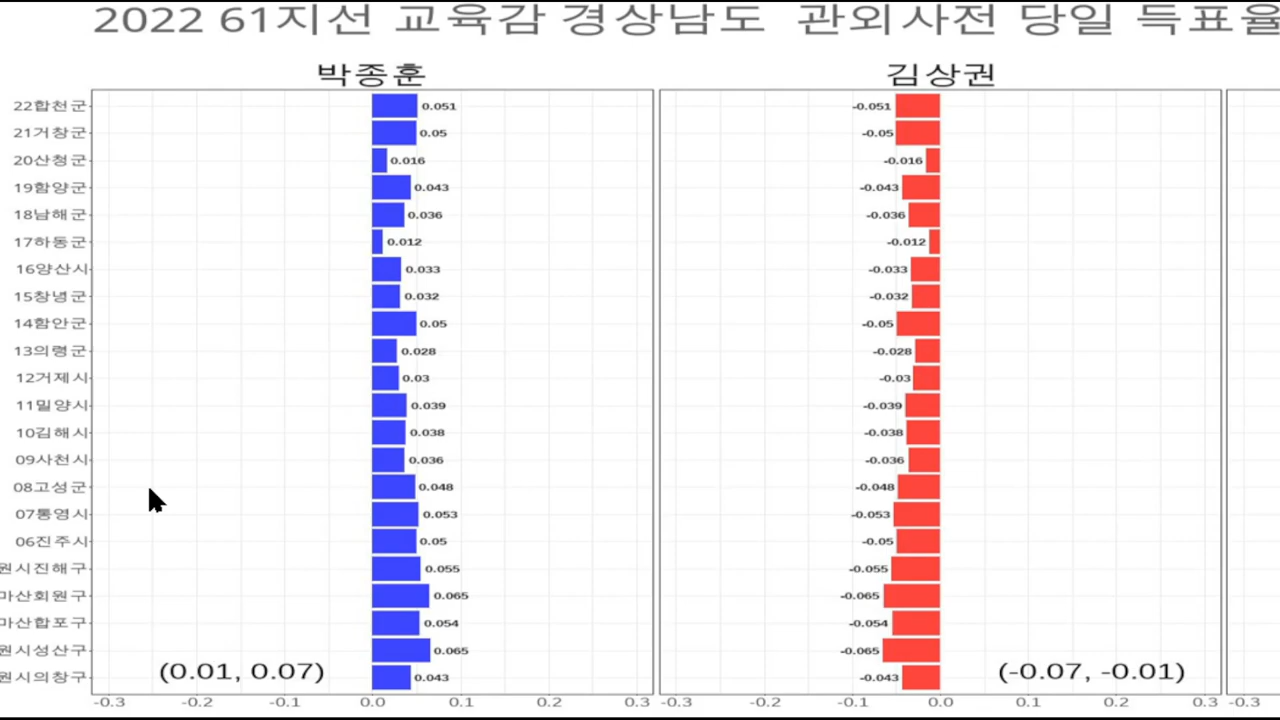 2022 61지선 교육감 경상남도 관외사전 당일 득표율
박종훈 김상권
22합천군 0.051 -0.051
21거창군 0.05 -0.05
20산청군 0.016 -0.016
19함양군 0.043 -0.043
18남해군 0.036 -0.036
17하동군 0.012 -0.012
16양산시 0.033 -0.033
15창녕군 0.032 -0.032
14함안군 0.05 -0.05
13의령군 0.028 -0.028
12거제시 0.03 -0.03
11밀양시 0.039 -0.039
10김해시 0.038 -0.038
09사천시 0.036 -0.036
08고성군 0.048 -0.048
07통영시 0.053 -0.053
06진주시 0.05 -0.05
원시진해구 0.055 -0.055
마산회원구 0.065 -0.065
마산합포구 0.054 -0.054
원시성산구 0.065 -0.065
원시의창구 0.043 -0.043
(0.01, 0.07) (-0.07, -0.01)
-0.3 -0.2 -0.1 0.0 0.1 0.2 0.3 -0.3 -0.2 -0.1 0.0 0.1 0.2 0.3 -0.3